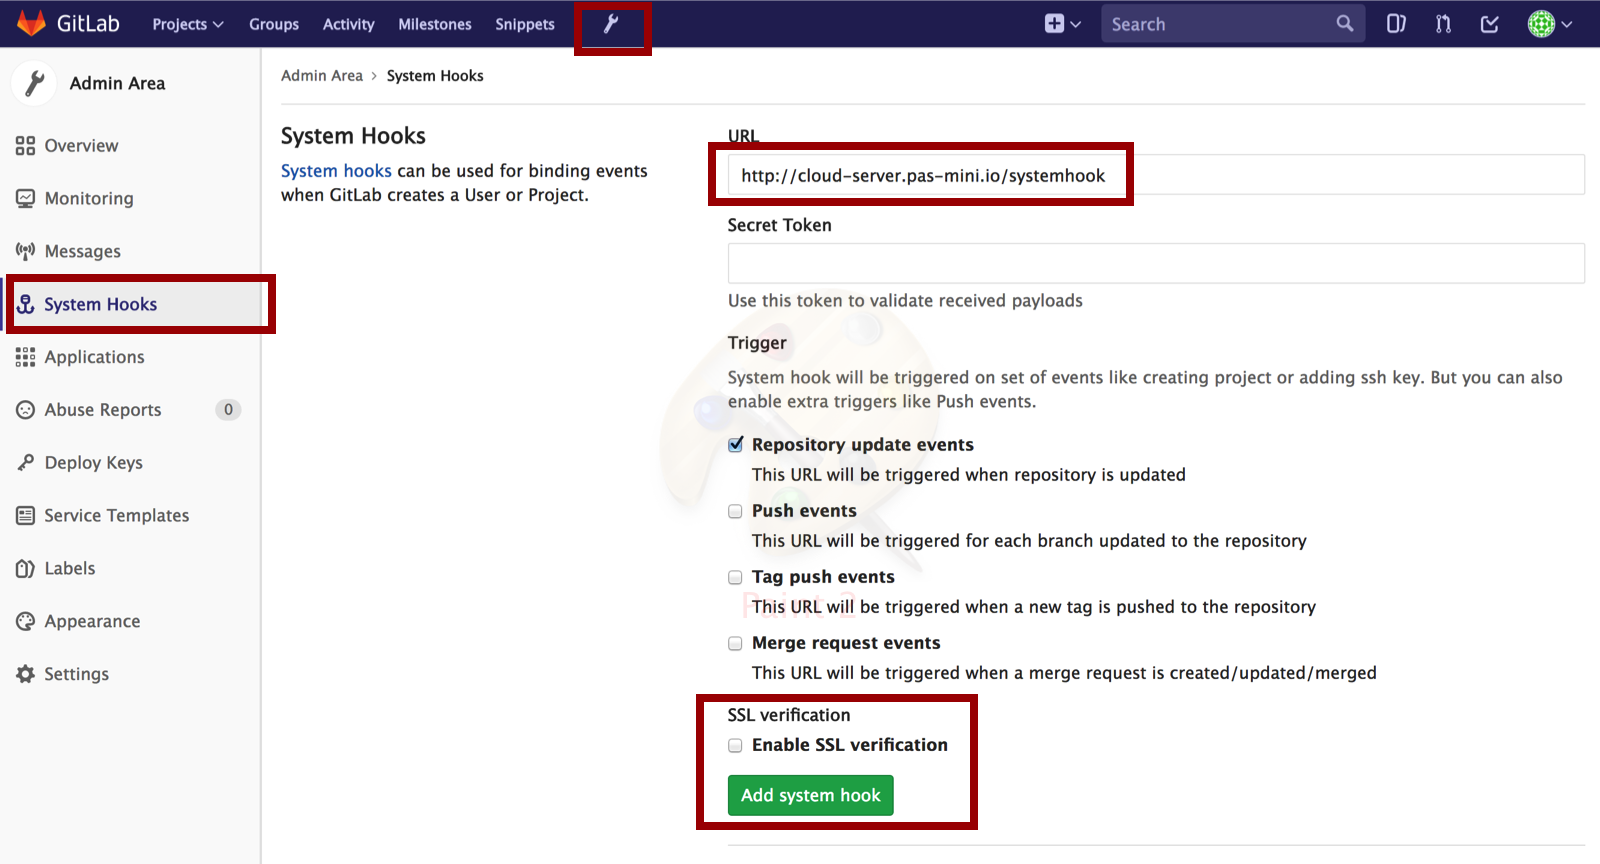 GitLab Projects Groups Activity Milestones Snippets Search
Admin Area
Admin Area › System Hooks
Overview
Monitoring
Messages
System Hooks
Applications
Abuse Reports 0
Deploy Keys
Service Templates
Labels
Appearance
Settings
System Hooks
System hooks can be used for binding events
when GitLab creates a User or Project.
URL
http://cloud-server.pas-mini.io/systemhook
Secret Token
Use this token to validate received payloads
Trigger
System hook will be triggered on set of events like creating project or adding ssh key. But you can also
enable extra triggers like Push events.
Repository update events
This URL will be triggered when repository is updated
Push events
This URL will be triggered for each branch updated to the repository
Tag push events
This URL will be triggered when a new tag is pushed to the repository
Paint 2
Merge request events
This URL will be triggered when a merge request is created/updated/merged
SSL verification
Enable SSL verification
Add system hook